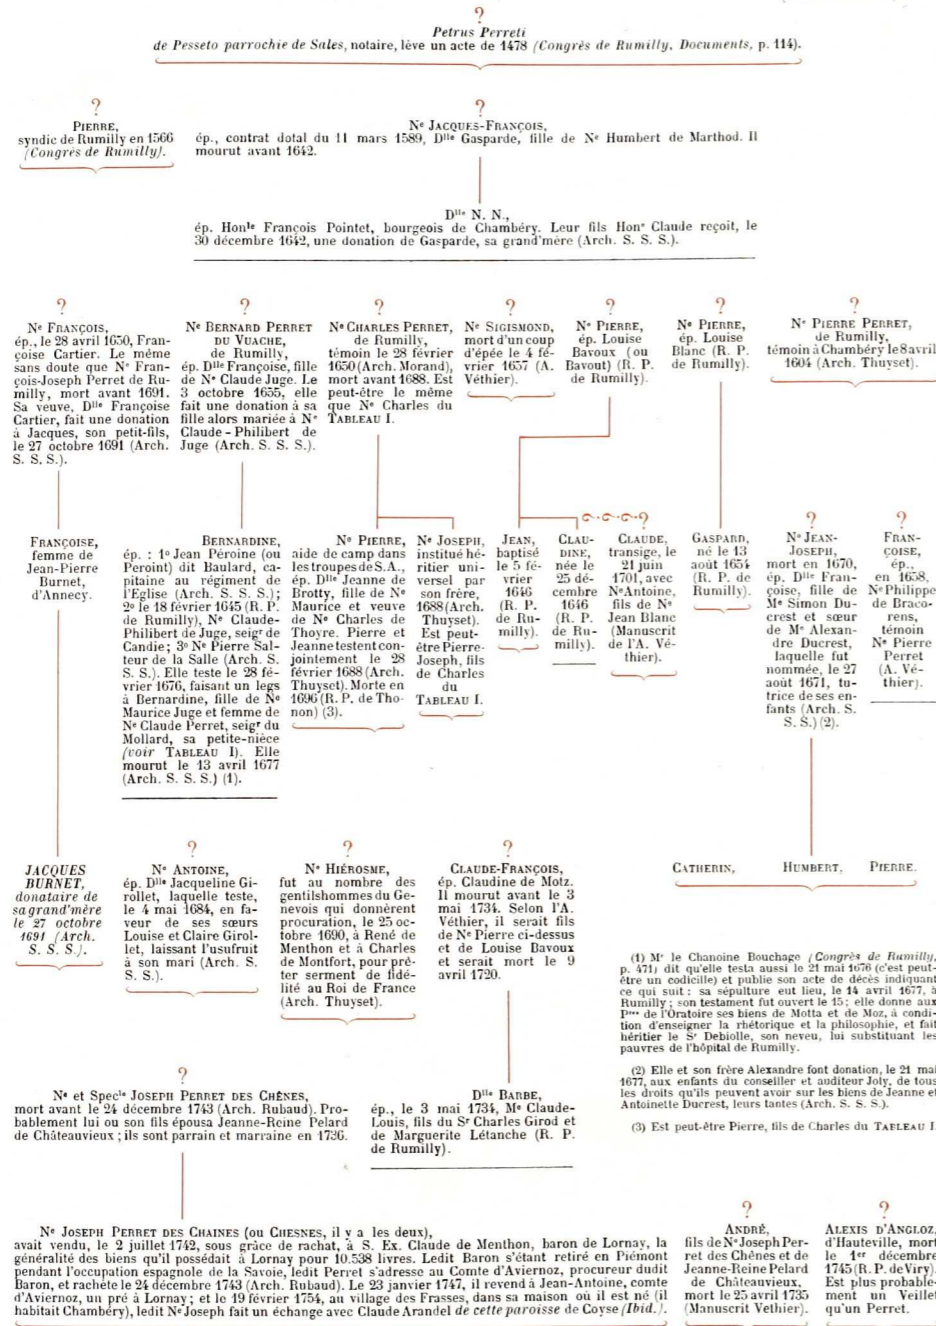 ?
Petrus Perreti
de Pesseto parrochie de Sales, notaire, lève un acte de 1478 (Congrès de Rumilly, Documents, p. 114).
?
PIERRE,
syndic de Rumilly en 1566
(Congrès de Rumilly).
?
Nᵉ JACQUES-FRANÇOIS,
ép., contrat dotal du 11 mars 1589, Dˡˡᵉ Gasparde, fille de Nᵉ Humbert de Marthod. Il
mourut avant 1642.
Dˡˡᵉ N. N.,
ép. Honˡᵉ François Pointet, bourgeois de Chambéry. Leur fils Honᵉ Claude reçoit, le
30 décembre 1642, une donation de Gasparde, sa grand'mère (Arch. S. S. S.).
?
Nᵉ FRANÇOIS,
ép., le 28 avril 1650, Fran-
çoise Cartier. Le même
sans doute que Nᵉ Fran-
çois-Joseph Perret de Ru-
milly, mort avant 1691.
Sa veuve, Dˡˡᵉ Françoise
Cartier, fait une donation
à Jacques, son petit-fils,
le 27 octobre 1691 (Arch.
S. S. S.).
?
Nᵉ BERNARD PERRET
DU VUACHE,
de Rumilly,
ép. Dˡˡᵉ Françoise, fille
de Nᵉ Claude Juge. Le
3 octobre 1655, elle
fait une donation à sa
fille alors mariée à Nᵉ
Claude-Philibert de
Juge (Arch. S. S. S.).
?
Nᵉ CHARLES PERRET,
de Rumilly,
témoin le 28 février
1650 (Arch. Morand),
mort avant 1688. Est
peut-être le même
que Nᵉ Charles du
TABLEAU I.
?
Nᵉ SIGISMOND,
mort d'un coup
d'épée le 4 fé-
vrier 1657 (A.
Véthier).
?
Nᵉ PIERRE,
ép. Louise
Bavoux (ou
Bavout) (R. P.
de Rumilly).
?
Nᵉ PIERRE,
ép. Louise
Blanc (R. P.
de Rumilly).
?
Nᵉ PIERRE PERRET,
de Rumilly,
témoin à Chambéry le 8 avril
1604 (Arch. Thuyset).
FRANÇOISE,
femme de
Jean-Pierre
Burnet,
d'Annecy.
BERNARDINE,
ép. : 1° Jean Péroine (ou
Peroint) dit Baulard, ca-
pitaine au régiment de
l'Eglise (Arch. S. S. S.);
2° le 18 février 1645 (R. P.
de Rumilly), Nᵉ Claude-
Philibert de Juge, seigʳ de
Candie; 3° Nᵉ Pierre Sal-
teur de la Salle (Arch. S.
S. S.). Elle teste le 28 fé-
vrier 1676, faisant un legs
à Bernardine, fille de Nᵉ
Maurice Juge et femme de
Nᵉ Claude Perret, seigʳ du
Mollard, sa petite-nièce
(voir TABLEAU I). Elle
mourut le 13 avril 1677
(Arch. S. S. S.) (1).
Nᵉ PIERRE,
aide de camp dans
les troupes de S. A.,
ép. Dˡˡᵉ Jeanne de
Brotty, fille de Nᵉ
Maurice et veuve
de Nᵉ Charles de
Thoyre. Pierre et
Jeanne testent con-
jointement le 28
février 1688 (Arch.
Thuyset). Morte en
1696 (R. P. de Tho-
non) (3).
Nᵉ JOSEPH,
institué hé-
ritier uni-
versel par
son frère,
1688 (Arch.
Thuyset).
Est peut-
être Pierre-
Joseph, fils
de Charles
du
TABLEAU I.
JEAN,
baptisé
le 5 fé-
vrier
1646
(R. P.
de Ru-
milly).
CLAU-
DINE,
née le
25 dé-
cembre
1646
(R. P.
de Ru-
milly).
?
CLAUDE,
transige, le
21 juin
1701, avec
Nᵉ Antoine,
fils de Nᵉ
Jean Blanc
(Manuscrit
de l'A. Vé-
thier).
GASPARD,
né le 13
août 1654
(R. P. de
Rumilly).
?
Nᵉ JEAN-
JOSEPH,
mort en 1670,
ép. Dˡˡᵉ Fran-
çoise, fille de
Mᵉ Simon Du-
crest et sœur
de Mᵉ Alexan-
dre Ducrest,
laquelle fut
nommée, le 27
août 1671, tu-
trice de ses en-
fants (Arch. S.
S. S.) (2).
?
FRAN-
ÇOISE,
ép.,
en 1658,
Nᵉ Philippe
de Braco-
rens,
témoin
Nᵉ Pierre
Perret
(A. Vé-
thier).
JACQUES
BURNET,
donataire de
sa grand'mère
le 27 octobre
1691 (Arch.
S. S. S.).
?
Nᵉ ANTOINE,
ép. Dˡˡᵉ Jacqueline Gi-
rollet, laquelle teste,
le 4 mai 1684, en fa-
veur de ses sœurs
Louise et Claire Girol-
let, laissant l'usufruit
à son mari (Arch. S.
S. S.).
?
Nᵉ HIÉROSME,
fut au nombre des
gentilshommes du Ge-
nevois qui donnèrent
procuration, le 25 oc-
tobre 1690, à René de
Menthon et à Charles
de Montfort, pour prê-
ter serment de fidé-
lité au Roi de France
(Arch. Thuyset).
?
CLAUDE-FRANÇOIS,
ép. Claudine de Motz.
Il mourut avant le 3
mai 1734. Selon l'A.
Véthier, il serait fils
de Nᵉ Pierre ci-dessus
et de Louise Bavoux
et serait mort le 9
avril 1720.
CATHERIN, HUMBERT, PIERRE.
(1) Mʳ le Chanoine Bouchage (Congrès de Rumilly,
p. 471) dit qu'elle testa aussi le 21 mai 1676 (c'est peut-
être un codicille) et publie son acte de décès indiquant
ce qui suit : sa sépulture eut lieu, le 14 avril 1677, à
Rumilly; son testament fut ouvert le 15; elle donne aux
Pʳᵉˢ de l'Oratoire ses biens de Motta et de Moz, à condi-
tion d'enseigner la rhétorique et la philosophie, et fait
héritier le Sʳ Debiolle, son neveu, lui substituant les
pauvres de l'hôpital de Rumilly.
(2) Elle et son frère Alexandre font donation, le 21 mai
1677, aux enfants du conseiller et auditeur Joly, de tous
les droits qu'ils peuvent avoir sur les biens de Jeanne et
Antoinette Ducrest, leurs tantes (Arch. S. S. S.).
(3) Est peut-être Pierre, fils de Charles du TABLEAU I.
?
Nᵉ et Specˡᵉ JOSEPH PERRET DES CHÊNES,
mort avant le 24 décembre 1743 (Arch. Rubaud). Pro-
bablement lui ou son fils épousa Jeanne-Reine Pelard
de Châteauvieux; ils sont parrain et marraine en 1736.
Dˡˡᵉ BARBE,
ép., le 3 mai 1734, Mᵉ Claude-
Louis, fils du Sʳ Charles Girod et
de Marguerite Létanche (R. P.
de Rumilly).
Nᵉ JOSEPH PERRET DES CHAINES (ou CHESNES, il y a les deux),
avait vendu, le 2 juillet 1742, sous grâce de rachat, à S. Ex. Claude de Menthon, baron de Lornay, la
généralité des biens qu'il possédait à Lornay pour 10.538 livres. Ledit Baron s'étant retiré en Piémont
pendant l'occupation espagnole de la Savoie, ledit Perret s'adresse au Comte d'Aviernoz, procureur dudit
Baron, et rachète le 24 décembre 1743 (Arch. Rubaud). Le 23 janvier 1747, il revend à Jean-Antoine, comte
d'Aviernoz, un pré à Lornay; et le 19 février 1754, au village des Frasses, dans sa maison où il est né (il
habitait Chambéry), ledit Nᵉ Joseph fait un échange avec Claude Arandel de cette paroisse de Coyse (Ibid.).
?
ANDRÉ,
fils de Nᵉ Joseph Per-
ret des Chênes et de
Jeanne-Reine Pelard
de Châteauvieux,
mort le 25 avril 1735
(Manuscrit Vethier).
?
ALEXIS D'ANGLOZ,
d'Hauteville, mort
le 1ᵉʳ décembre
1745 (R. P. de Viry).
Est plus probable-
ment un Veillet
qu'un Perret.